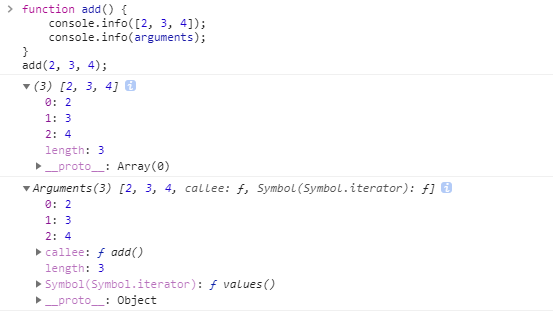 > function add() {
console.info([2, 3, 4]);
console.info(arguments);
}
add(2, 3, 4);
▼(3) [2, 3, 4] i
0: 2
1: 3
2: 4
length: 3
▶__proto__: Array(0)
▼Arguments(3) [2, 3, 4, callee: ƒ, Symbol(Symbol.iterator): ƒ] i
0: 2
1: 3
2: 4
▶callee: ƒ add()
length: 3
▶Symbol(Symbol.iterator): ƒ values()
▶__proto__: Object